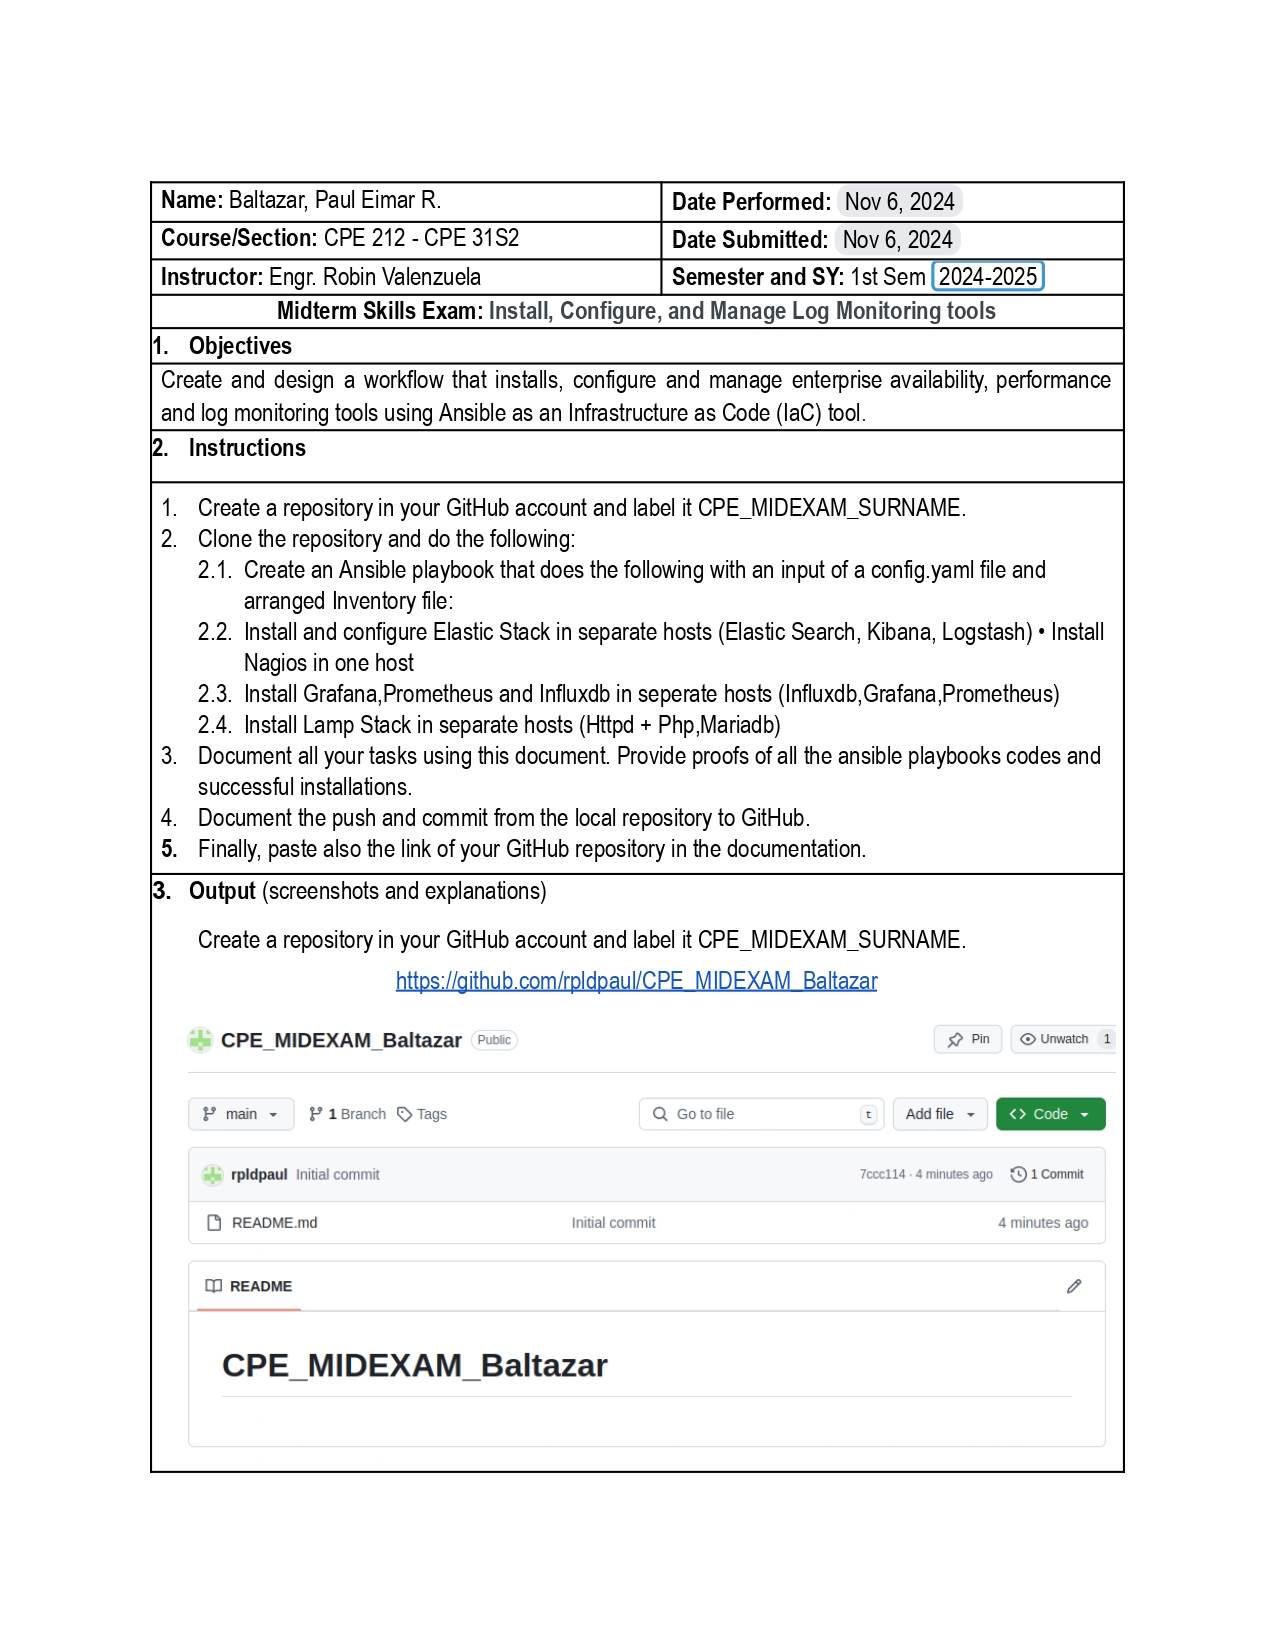 Name: Baltazar, Paul Eimar R.
Date Performed: Nov 6, 2024
Course/Section: CPE 212 - CPE 31S2
Date Submitted: Nov 6, 2024
Instructor: Engr. Robin Valenzuela
Semester and SY: 1st Sem 2024-2025
Midterm Skills Exam: Install, Configure, and Manage Log Monitoring tools
1. Objectives
Create and design a workflow that installs, configure and manage enterprise availability, performance
and log monitoring tools using Ansible as an Infrastructure as Code (IaC) tool.
2. Instructions
1. Create a repository in your GitHub account and label it CPE_MIDEXAM_SURNAME.
2. Clone the repository and do the following:
2.1. Create an Ansible playbook that does the following with an input of a config.yaml file and
arranged Inventory file:
2.2. Install and configure Elastic Stack in separate hosts (Elastic Search, Kibana, Logstash) • Install
Nagios in one host
2.3. Install Grafana,Prometheus and Influxdb in seperate hosts (Influxdb,Grafana,Prometheus)
2.4. Install Lamp Stack in separate hosts (Httpd + Php,Mariadb)
3. Document all your tasks using this document. Provide proofs of all the ansible playbooks codes and
successful installations.
4. Document the push and commit from the local repository to GitHub.
5. Finally, paste also the link of your GitHub repository in the documentation.
3. Output (screenshots and explanations)
Create a repository in your GitHub account and label it CPE_MIDEXAM_SURNAME.
https://github.com/rpldpaul/CPE_MIDEXAM_Baltazar
CPE_MIDEXAM_Baltazar Public Pin Unwatch 1
main 1 Branch Tags Go to file t Add file Code
rpldpaul Initial commit 7ccc114 · 4 minutes ago 1 Commit
README.md Initial commit 4 minutes ago
README
CPE_MIDEXAM_Baltazar